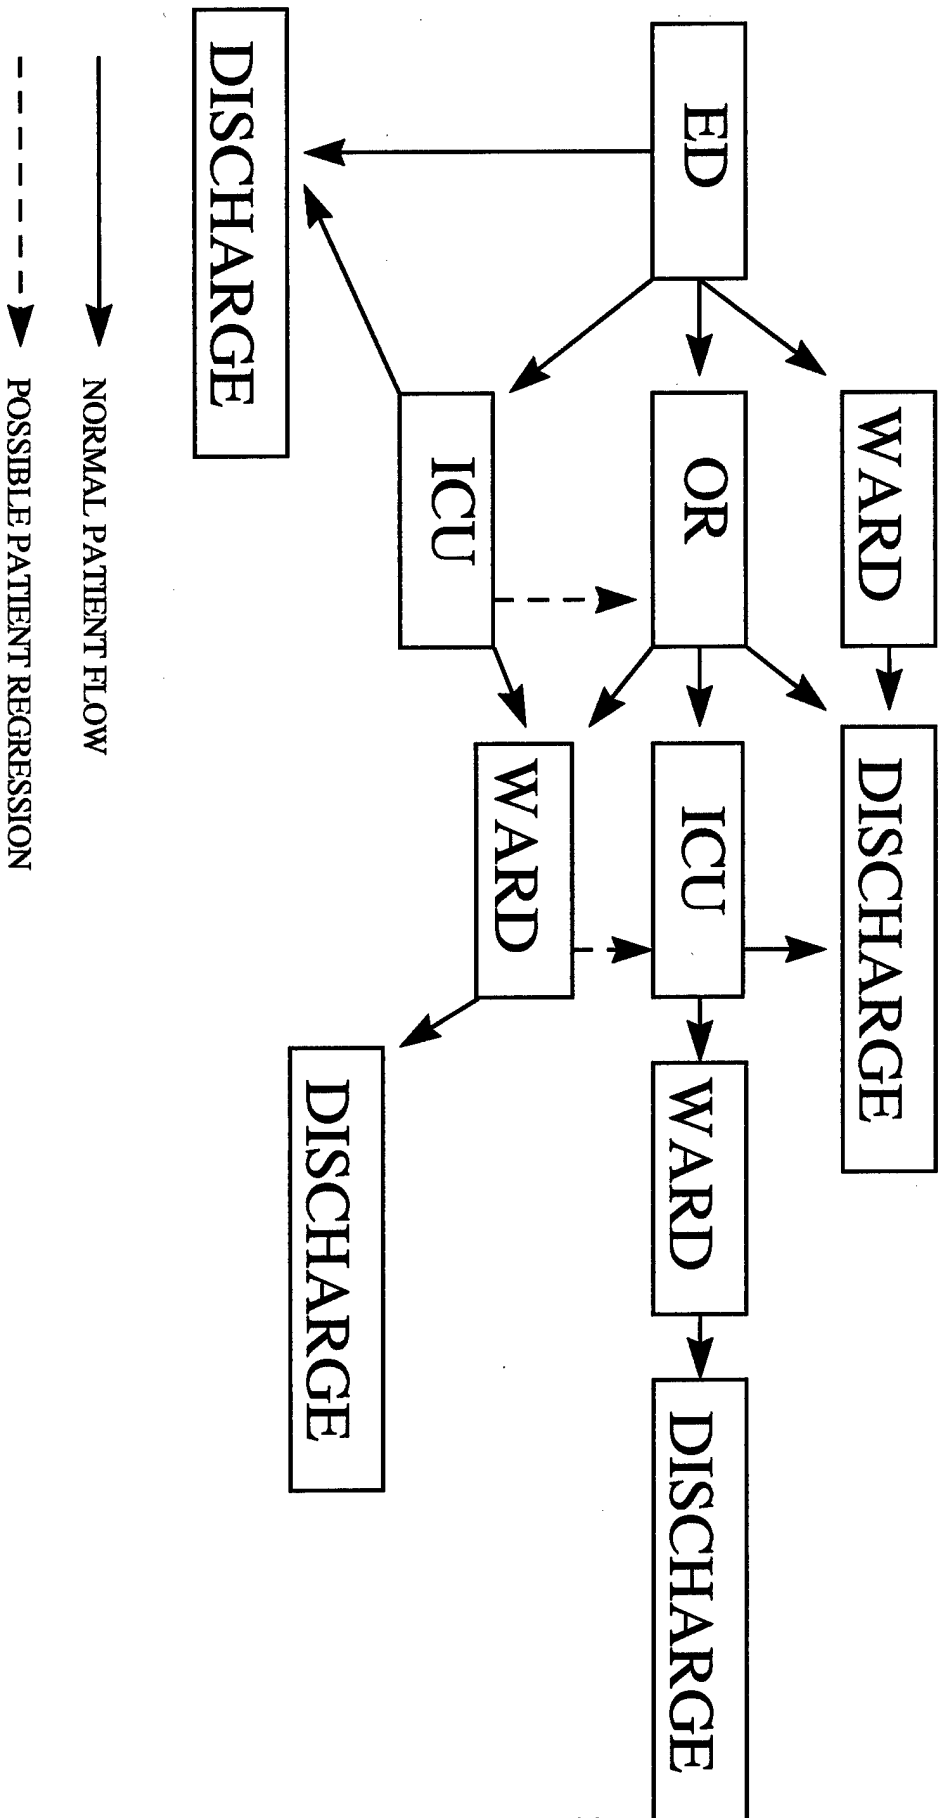 WARD
DISCHARGE
ED
OR
ICU
WARD
DISCHARGE
ICU
WARD
DISCHARGE
DISCHARGE
NORMAL PATIENT FLOW
POSSIBLE PATIENT REGRESSION